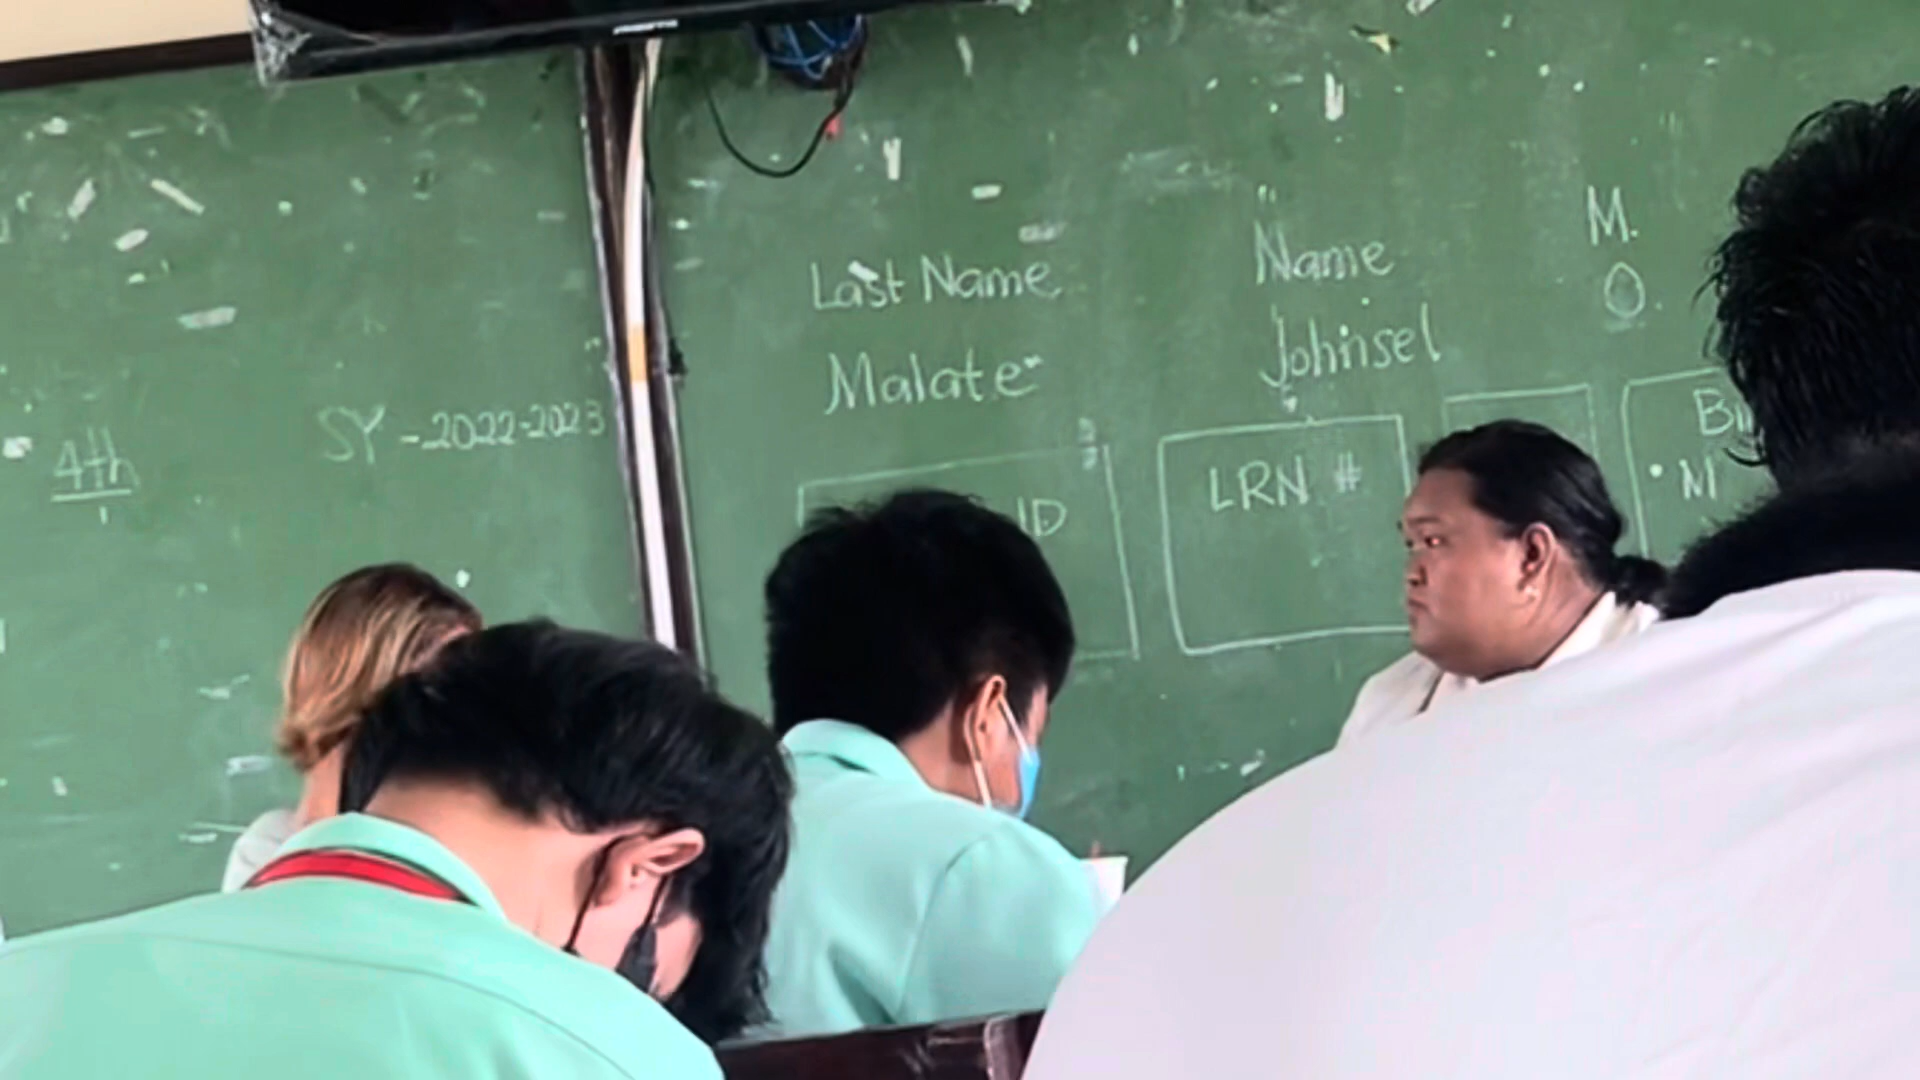 4th
SY - 2022-2023
Last Name Name M.
Malate Johnsel O.
ID
LRN #
M